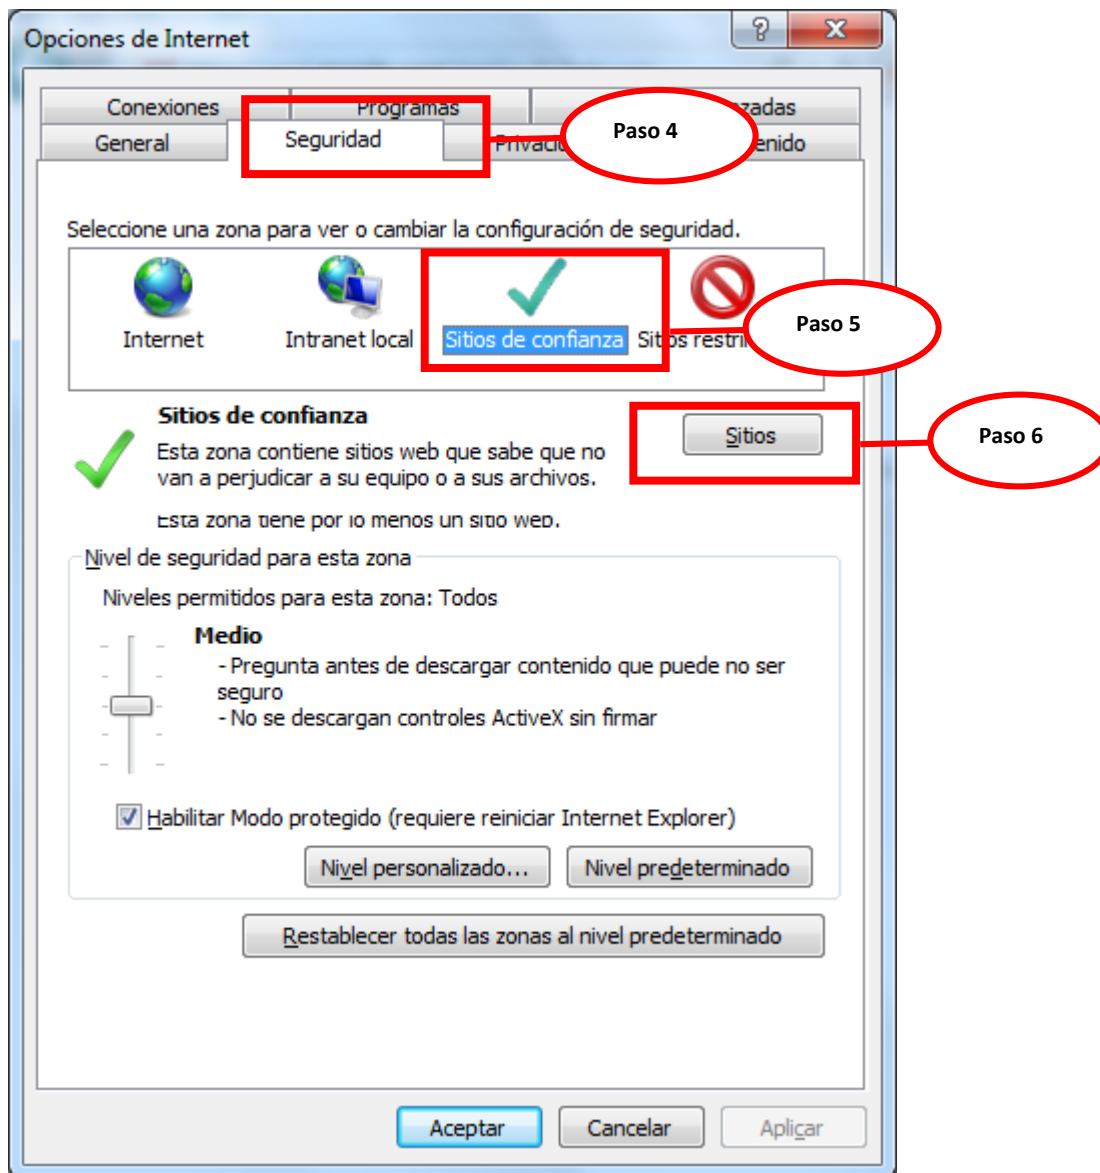 Opciones de Internet
Conexiones Programas zadas
General Seguridad Privaci enido
Paso 4
Seleccione una zona para ver o cambiar la configuración de seguridad.
Internet Intranet local Sitios de confianza Sitios restrin
Paso 5
Sitios de confianza
Esta zona contiene sitios web que sabe que no
van a perjudicar a su equipo o a sus archivos.
Sitios
Paso 6
Esta zona tiene por lo menos un sitio web.
Nivel de seguridad para esta zona
Niveles permitidos para esta zona: Todos
Medio
- Pregunta antes de descargar contenido que puede no ser
seguro
- No se descargan controles ActiveX sin firmar
Habilitar Modo protegido (requiere reiniciar Internet Explorer)
Nivel personalizado... Nivel predeterminado
Restablecer todas las zonas al nivel predeterminado
Aceptar Cancelar Aplicar